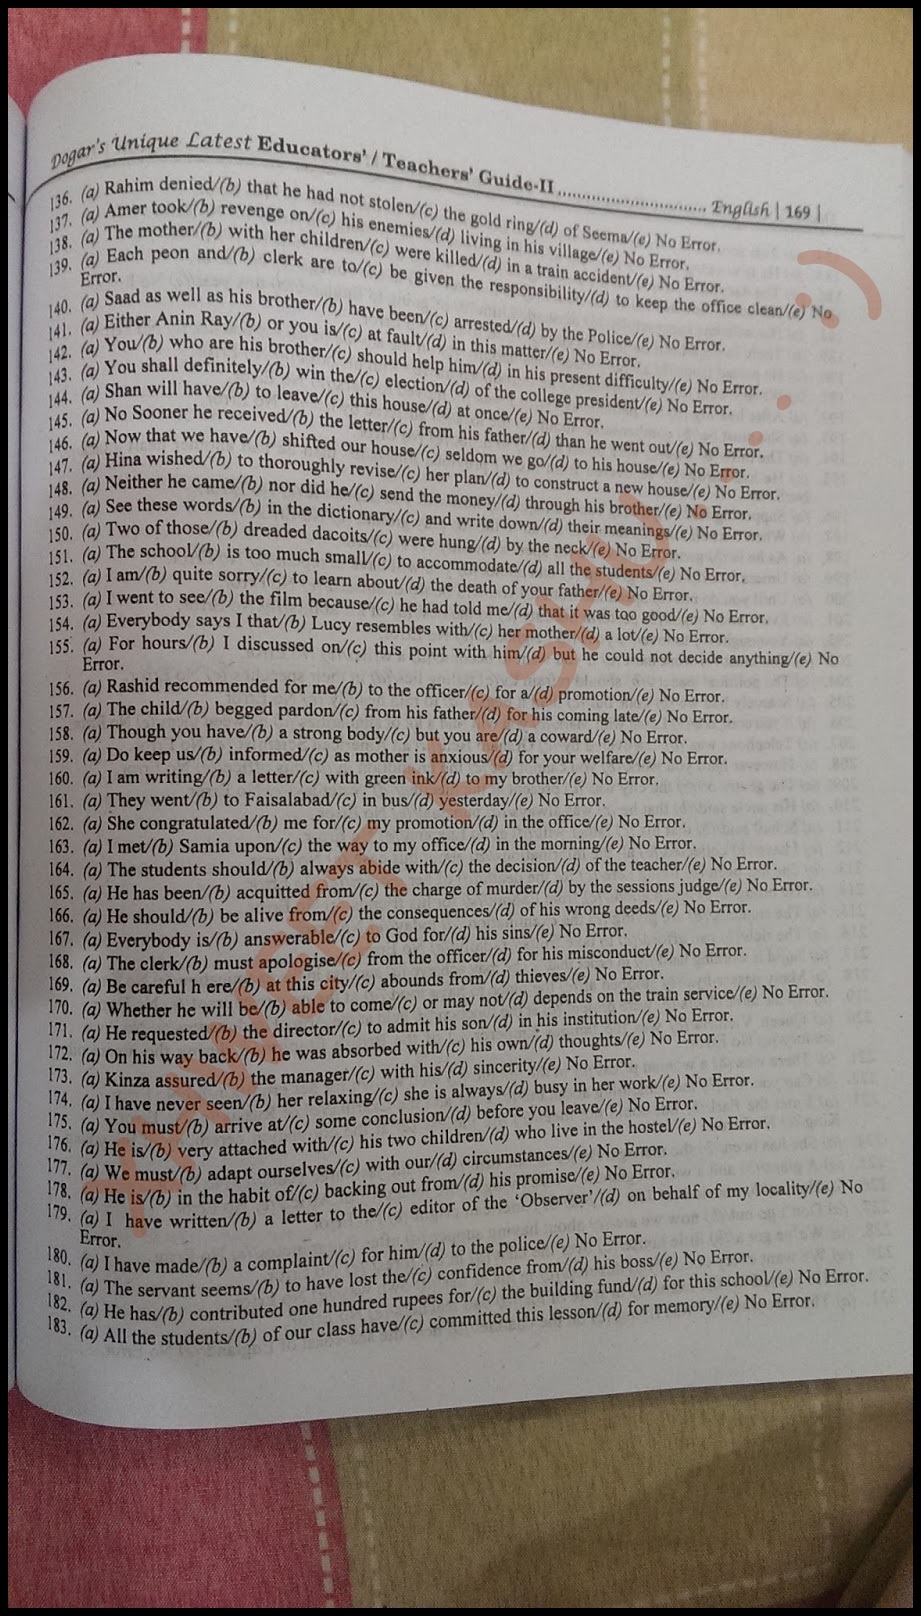 Dogar's Unique Latest Educators' / Teachers' Guide-II .................................. English | 169 |
136. (a) Rahim denied/(b) that he had not stolen/(c) the gold ring/(d) of Seema/(e) No Error.
137. (a) Amer took/(b) revenge on/(c) his enemies/(d) living in his village/(e) No Error.
138. (a) The mother/(b) with her children/(c) were killed/(d) in a train accident/(e) No Error.
139. (a) Each peon and/(b) clerk are to/(c) be given the responsibility/(d) to keep the office clean/(e) No
Error.
140. (a) Saad as well as his brother/(b) have been/(c) arrested/(d) by the Police/(e) No Error.
141. (a) Either Anin Ray/(b) or you is/(c) at fault/(d) in this matter/(e) No Error.
142. (a) You/(b) who are his brother/(c) should help him/(d) in his present difficulty/(e) No Error.
143. (a) You shall definitely/(b) win the/(c) election/(d) of the college president/(e) No Error.
144. (a) Shan will have/(b) to leave/(c) this house/(d) at once/(e) No Error.
145. (a) No Sooner he received/(b) the letter/(c) from his father/(d) than he went out/(e) No Error.
146. (a) Now that we have/(b) shifted our house/(c) seldom we go/(d) to his house/(e) No Error.
147. (a) Hina wished/(b) to thoroughly revise/(c) her plan/(d) to construct a new house/(e) No Error.
148. (a) Neither he came/(b) nor did he/(c) send the money/(d) through his brother/(e) No Error.
149. (a) See these words/(b) in the dictionary/(c) and write down/(d) their meanings/(e) No Error.
150. (a) Two of those/(b) dreaded dacoits/(c) were hung/(d) by the neck/(e) No Error.
151. (a) The school/(b) is too much small/(c) to accommodate/(d) all the students/(e) No Error.
152. (a) I am/(b) quite sorry/(c) to learn about/(d) the death of your father/(e) No Error.
153. (a) I went to see/(b) the film because/(c) he had told me/(d) that it was too good/(e) No Error.
154. (a) Everybody says I that/(b) Lucy resembles with/(c) her mother/(d) a lot/(e) No Error.
155. (a) For hours/(b) I discussed on/(c) this point with him/(d) but he could not decide anything/(e) No
Error.
156. (a) Rashid recommended for me/(b) to the officer/(c) for a/(d) promotion/(e) No Error.
157. (a) The child/(b) begged pardon/(c) from his father/(d) for his coming late/(e) No Error.
158. (a) Though you have/(b) a strong body/(c) but you are/(d) a coward/(e) No Error.
159. (a) Do keep us/(b) informed/(c) as mother is anxious/(d) for your welfare/(e) No Error.
160. (a) I am writing/(b) a letter/(c) with green ink/(d) to my brother/(e) No Error.
161. (a) They went/(b) to Faisalabad/(c) in bus/(d) yesterday/(e) No Error.
162. (a) She congratulated/(b) me for/(c) my promotion/(d) in the office/(e) No Error.
163. (a) I met/(b) Samia upon/(c) the way to my office/(d) in the morning/(e) No Error.
164. (a) The students should/(b) always abide with/(c) the decision/(d) of the teacher/(e) No Error.
165. (a) He has been/(b) acquitted from/(c) the charge of murder/(d) by the sessions judge/(e) No Error.
166. (a) He should/(b) be alive from/(c) the consequences/(d) of his wrong deeds/(e) No Error.
167. (a) Everybody is/(b) answerable/(c) to God for/(d) his sins/(e) No Error.
168. (a) The clerk/(b) must apologise/(c) from the officer/(d) for his misconduct/(e) No Error.
169. (a) Be careful h ere/(b) at this city/(c) abounds from/(d) thieves/(e) No Error.
170. (a) Whether he will be/(b) able to come/(c) or may not/(d) depends on the train service/(e) No Error.
171. (a) He requested/(b) the director/(c) to admit his son/(d) in his institution/(e) No Error.
172. (a) On his way back/(b) he was absorbed with/(c) his own/(d) thoughts/(e) No Error.
173. (a) Kinza assured/(b) the manager/(c) with his/(d) sincerity/(e) No Error.
174. (a) I have never seen/(b) her relaxing/(c) she is always/(d) busy in her work/(e) No Error.
175. (a) You must/(b) arrive at/(c) some conclusion/(d) before you leave/(e) No Error.
176. (a) He is/(b) very attached with/(c) his two children/(d) who live in the hostel/(e) No Error.
177. (a) We must/(b) adapt ourselves/(c) with our/(d) circumstances/(e) No Error.
178. (a) He is/(b) in the habit of/(c) backing out from/(d) his promise/(e) No Error.
179. (a) I have written/(b) a letter to the/(c) editor of the 'Observer'/(d) on behalf of my locality/(e) No
Error.
180. (a) I have made/(b) a complaint/(c) for him/(d) to the police/(e) No Error.
181. (a) The servant seems/(b) to have lost the/(c) confidence from/(d) his boss/(e) No Error.
182. (a) He has/(b) contributed one hundred rupees for/(c) the building fund/(d) for this school/(e) No Error.
183. (a) All the students/(b) of our class have/(c) committed this lesson/(d) for memory/(e) No Error.